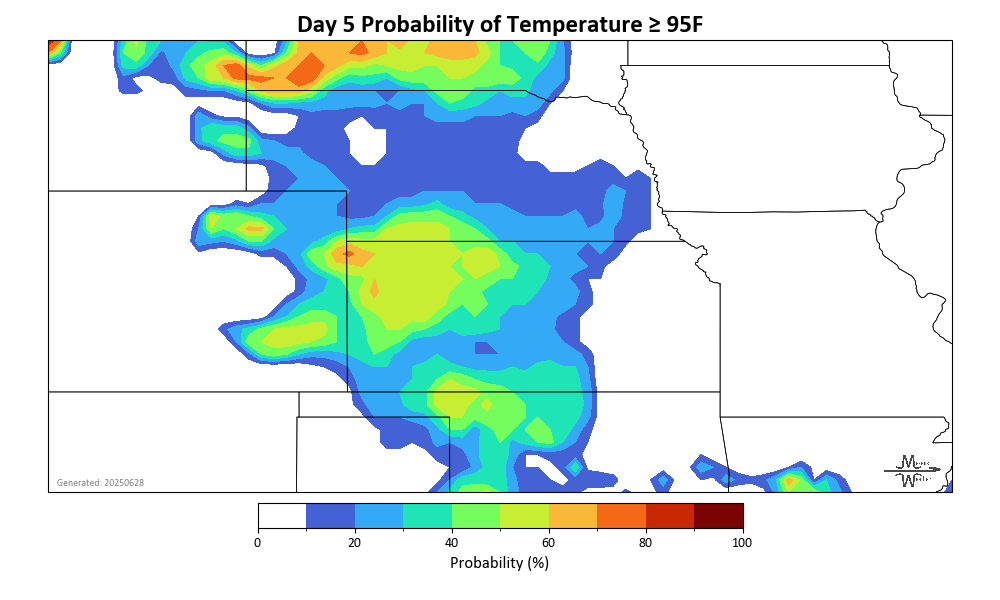 Day 5 Probability of Temperature ≥ 95F
Generated: 20250628
0 20 40 60 80 100
Probability (%)